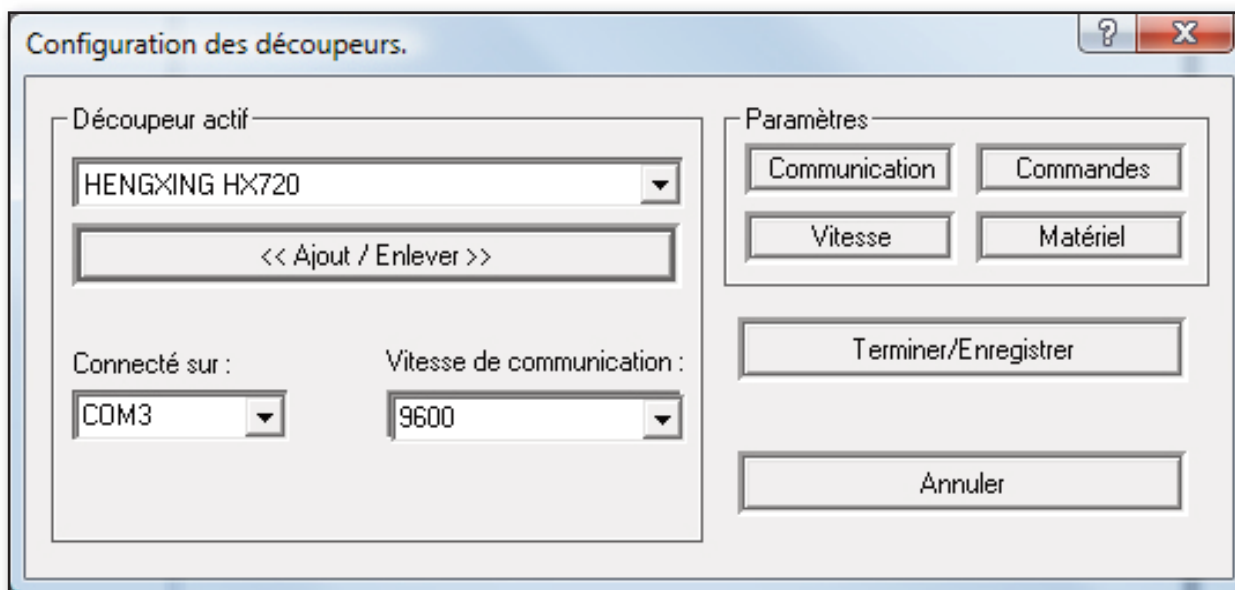 Configuration des découpeurs.
Découpeur actif
HENGXING HX720
<< Ajout / Enlever >>
Connecté sur :
Vitesse de communication :
COM3
9600
Paramètres
Communication
Commandes
Vitesse
Matériel
Terminer/Enregistrer
Annuler